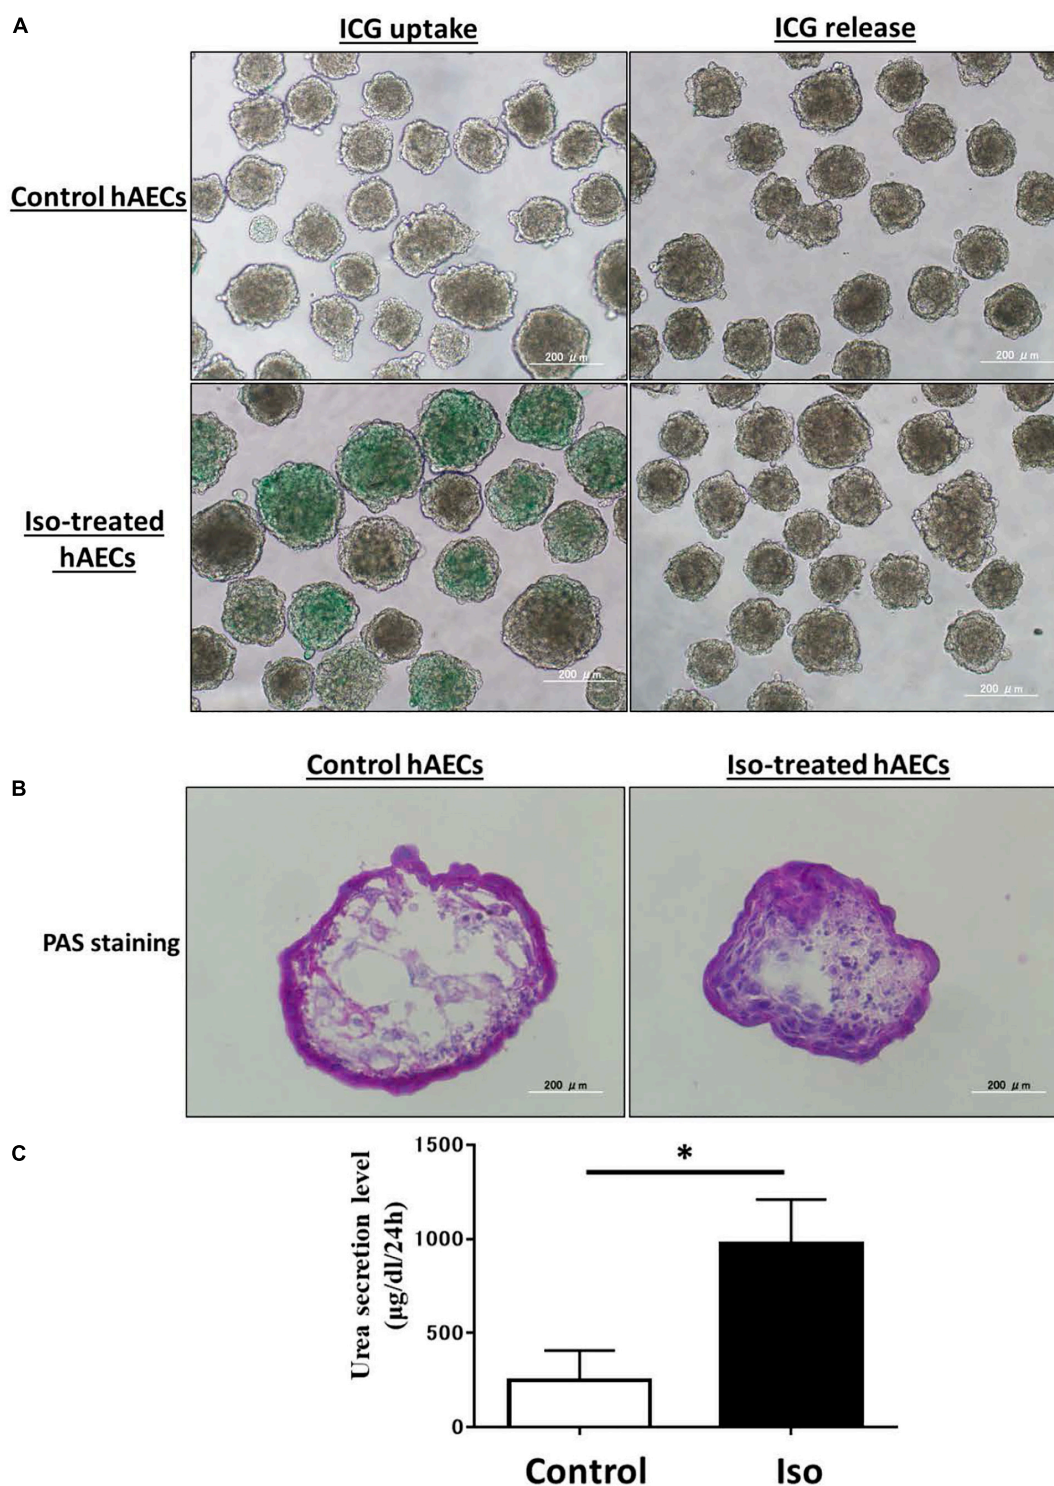 A
ICG uptake
ICG release
Control hAECs
200 μm
200 μm
Iso-treated
hAECs
200 μm
200 μm
B
Control hAECs
Iso-treated hAECs
PAS staining
200 μm
200 μm
C
Urea secretion level
(μg/dl/24h)
1500
1000
500
0
*
Control
Iso